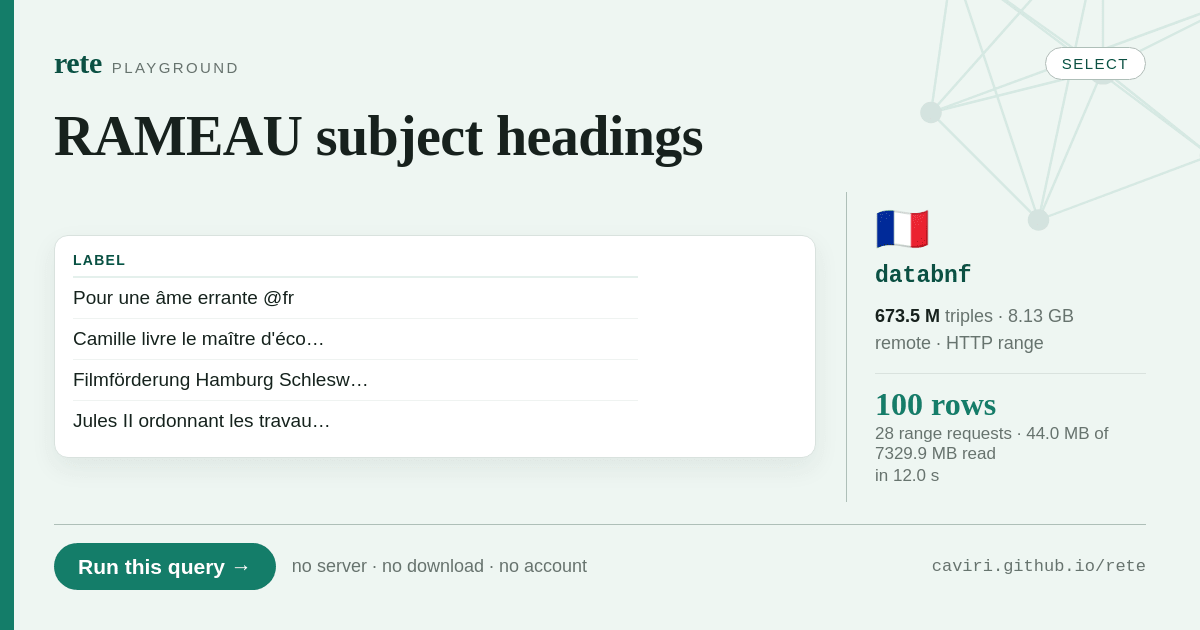 rete PLAYGROUND
SELECT
RAMEAU subject headings
LABEL
Pour une âme errante @fr
Camille livre le maître d'éco…
Filmförderung Hamburg Schlesw…
Jules II ordonnant les travau…
databnf
673.5 M triples · 8.13 GB
remote · HTTP range
100 rows
28 range requests · 44.0 MB of
7329.9 MB read
in 12.0 s
Run this query →
no server · no download · no account
caviri.github.io/rete